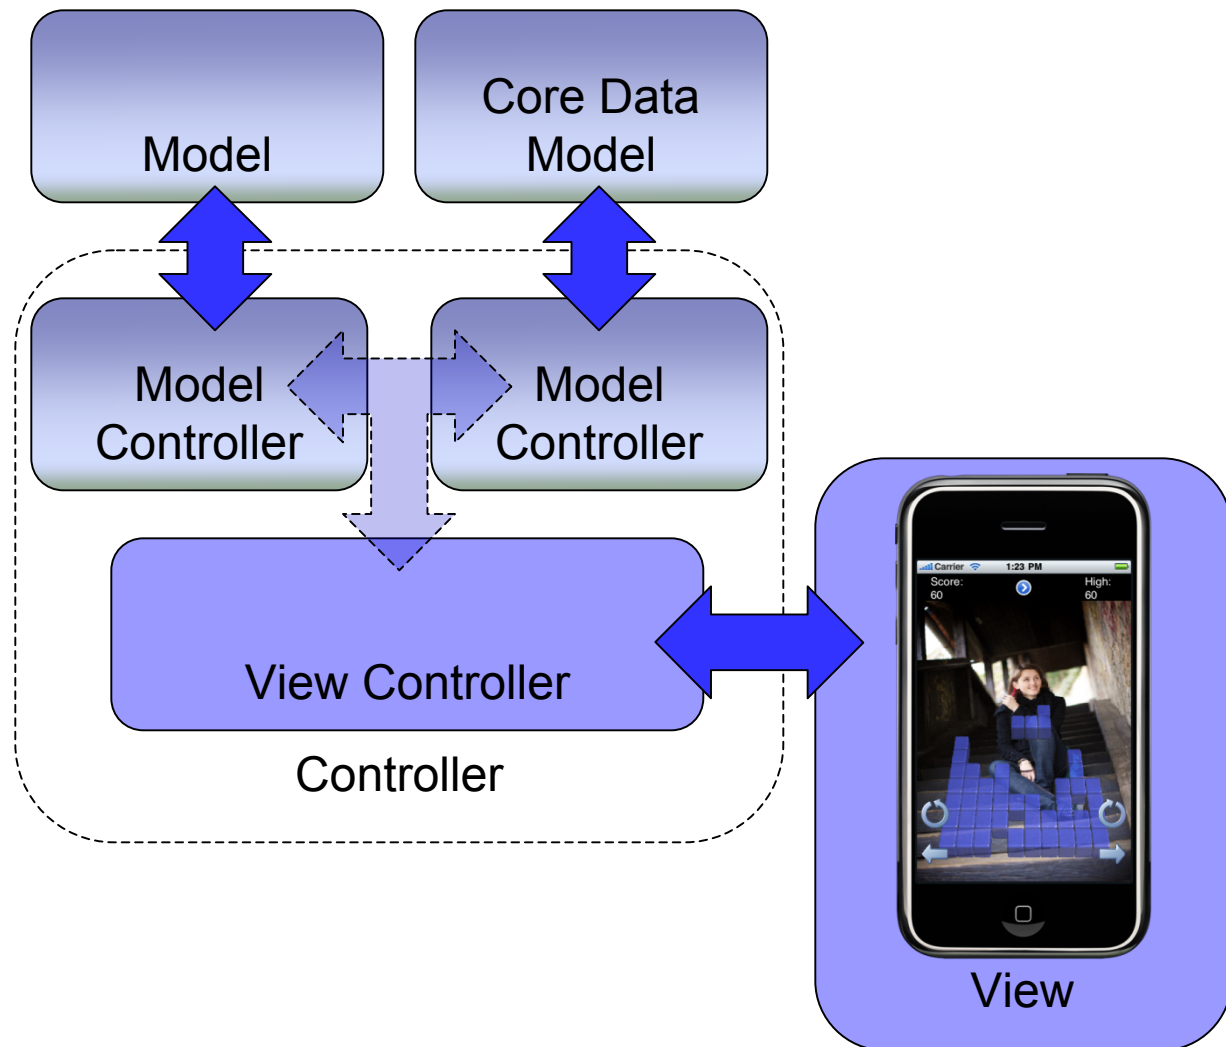 Model
Core Data
Model
Model
Controller
Model
Controller
View Controller
Controller
Carrier
1:23 PM
Score:
60
High:
60
View